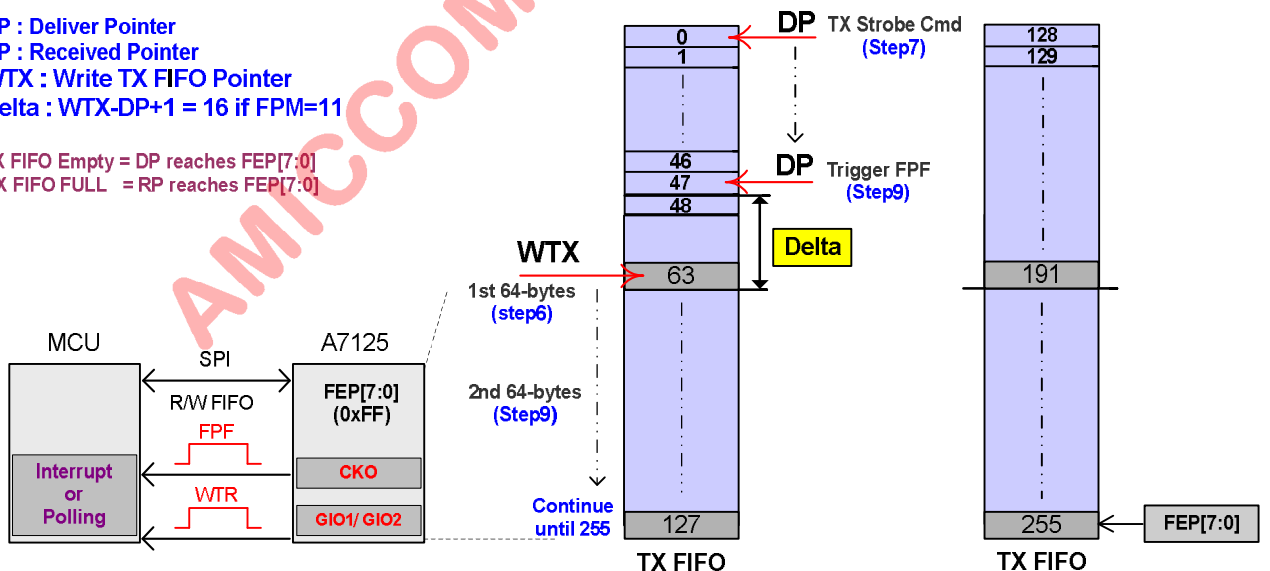 P : Deliver Pointer
P : Received Pointer
WTX : Write TX FIFO Pointer
elta : WTX-DP+1 = 16 if FPM=11
X FIFO Empty = DP reaches FEP[7:0]
X FIFO FULL = RP reaches FEP[7:0]
AMICCOM
0
1
46
47
48
63
127
TX FIFO
DP
TX Strobe Cmd
(Step7)
DP
Trigger FPF
(Step9)
Delta
WTX
1st 64-bytes
(step6)
2nd 64-bytes
(Step9)
Continue
until 255
128
129
191
255
TX FIFO
FEP[7:0]
MCU
SPI
A7125
R/W FIFO
FEP[7:0]
(0xFF)
FPF
Interrupt
or
Polling
CKO
WTR
GIO1/ GIO2